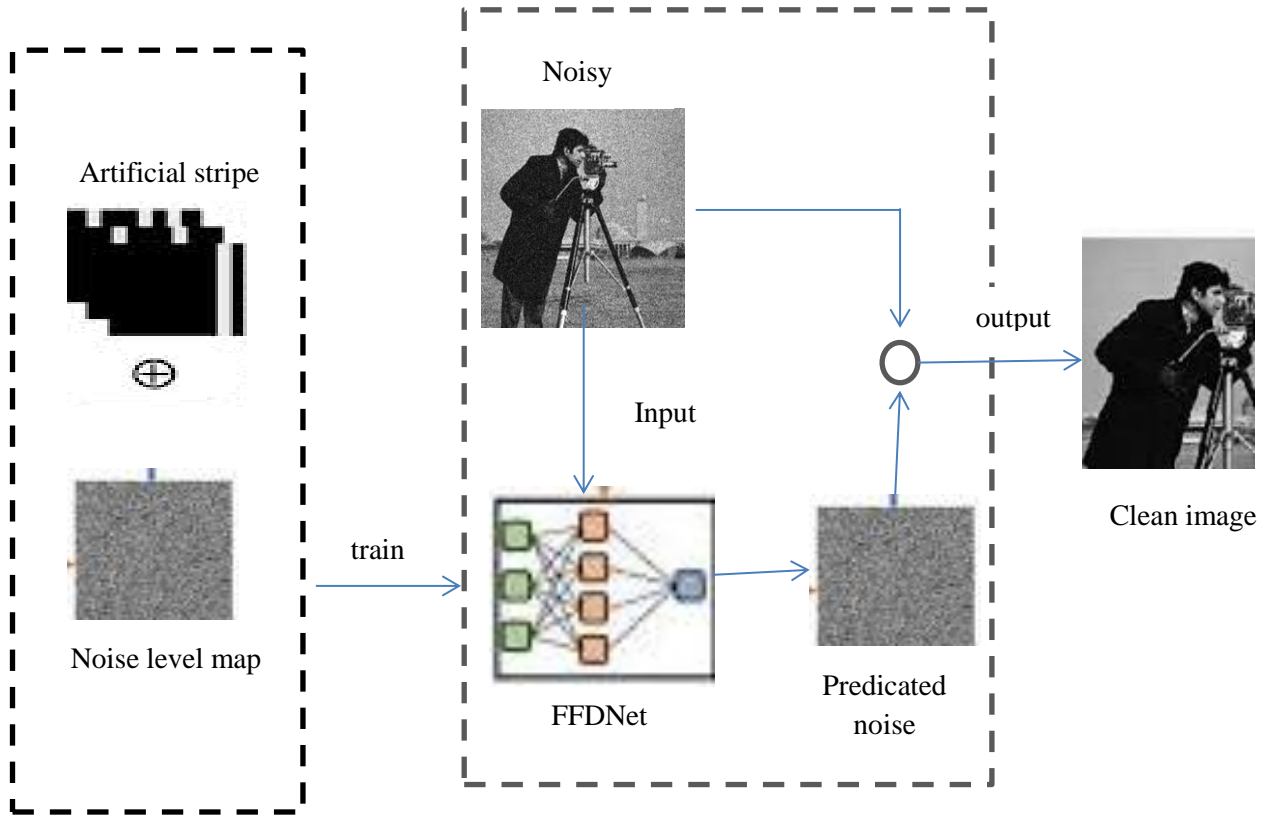 Artificial stripe
Noise level map
train
Noisy
Input
FFDNet
Predicated
noise
output
Clean image